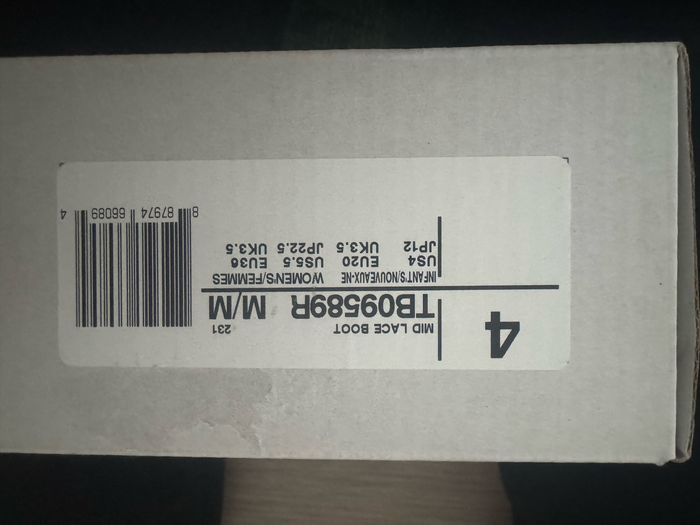 4
MID LACE BOOT 231
TB09589R M/M
INFANTS/NOUVEAUX-NE WOMEN'S/FEMMES
US4 EU20 US5.5 EU36
JP12 UK3.5 JP22.5 UK3.5
8 87974 66089 4